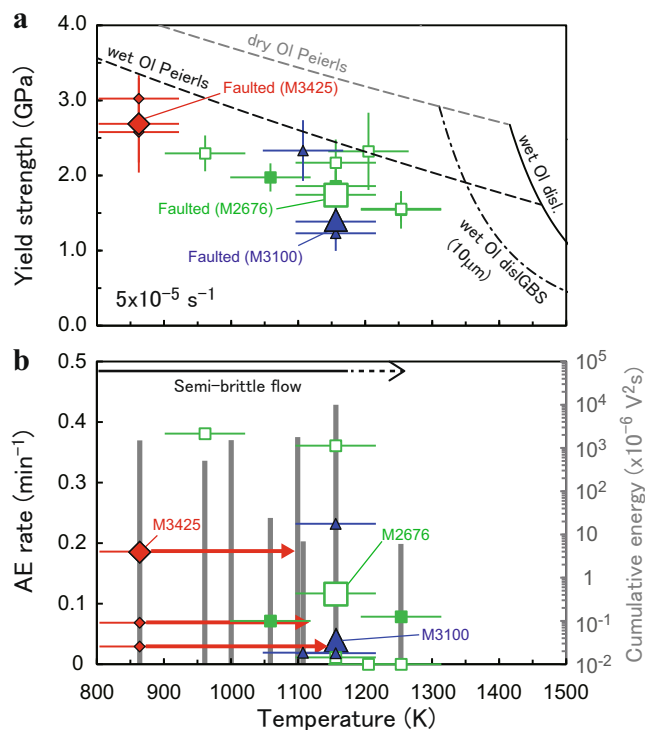 a
4.0
3.0
2.0
1.0
0.0
Yield strength (GPa)
dry Ol Peierls
wet Ol Peierls
Faulted (M3425)
Faulted (M2676)
Faulted (M3100)
wet Ol disl.
wet Ol dislGBS
(10μm)
5x10⁻⁵ s⁻¹
b
0.5
0.4
0.3
0.2
0.1
0
AE rate (min⁻¹)
Semi-brittle flow
M3425
M2676
M3100
10⁵
10⁴
10³
10²
10
1
10⁻¹
10⁻²
Cumulative energy (x10⁻⁶ V²s)
800 900 1000 1100 1200 1300 1400 1500
Temperature (K)